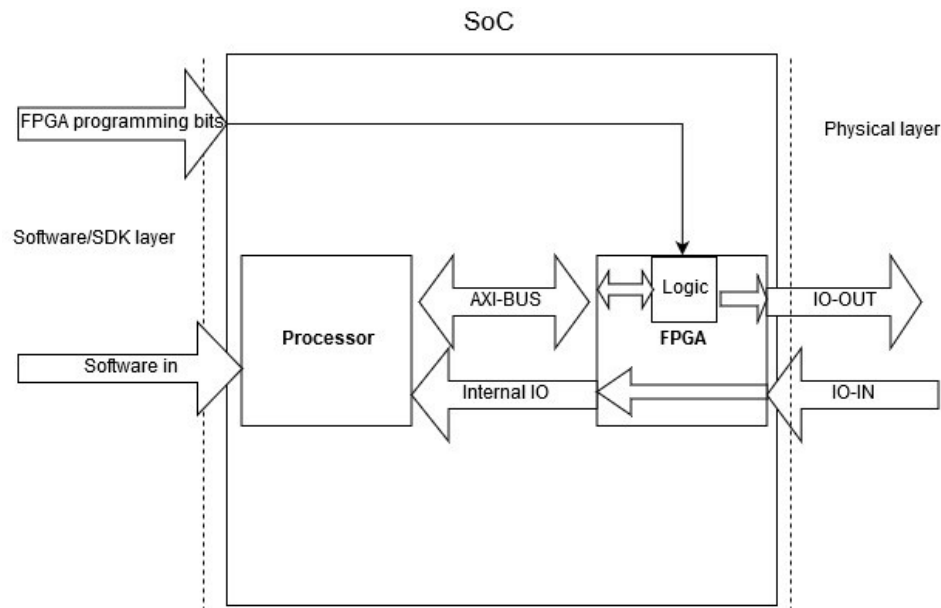 SoC
FPGA programming bits
Physical layer
Software/SDK layer
Logic
AXI-BUS
IO-OUT
Processor
FPGA
Software in
Internal IO
IO-IN